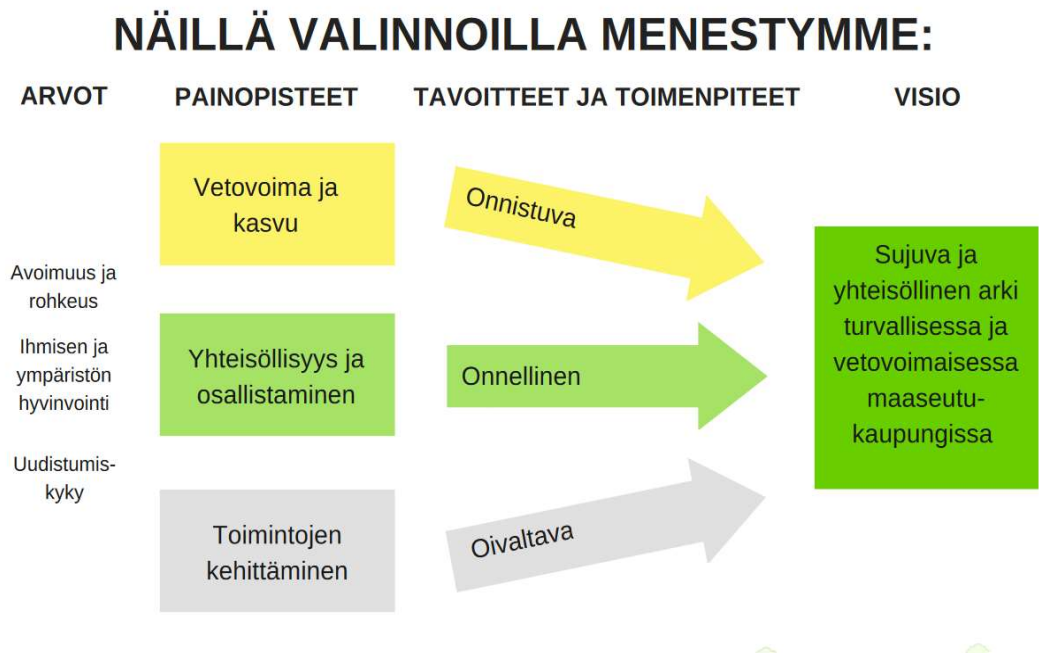 NÄILLÄ VALINNOILLA MENESTYMME:
ARVOT
PAINOPISTEET
TAVOITTEET JA TOIMENPITEET
VISIO
Avoimuus ja
rohkeus
Ihmisen ja
ympäristön
hyvinvointi
Uudistumis-
kyky
Vetovoima ja
kasvu
Yhteisöllisyys ja
osallistaminen
Toimintojen
kehittäminen
Onnistuva
Onnellinen
Oivaltava
Sujuva ja
yhteisöllinen arki
turvallisessa ja
vetovoimaisessa
maaseutu-
kaupungissa